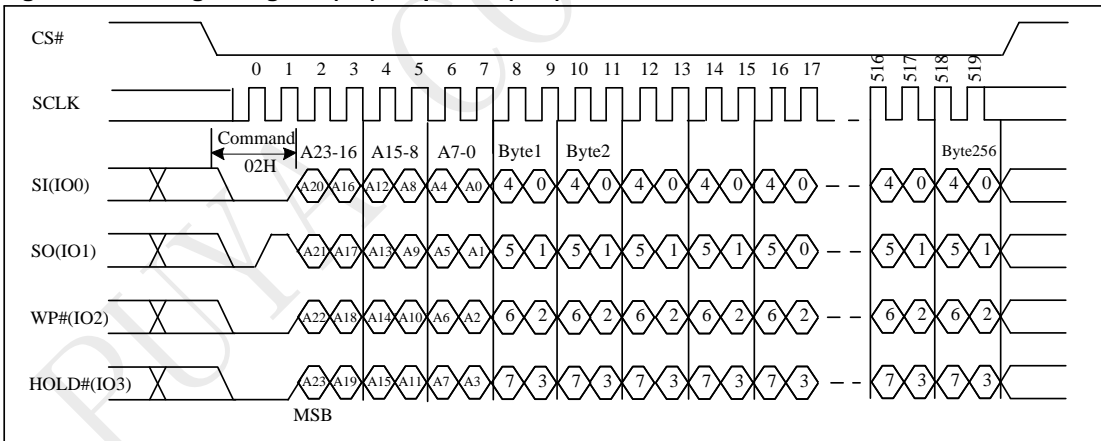 CS#
0 1 2 3 4 5 6 7 8 9 10 11 12 13 14 15 16 17 516 517 518 519
SCLK
Command
02H
A23-16 A15-8 A7-0 Byte1 Byte2 Byte256
SI(IO0) A20 A16 A12 A8 A4 A0 4 0 4 0 4 0 4 0 4 0 4 0 4 0
SO(IO1) A21 A17 A13 A9 A5 A1 5 1 5 1 5 1 5 1 5 0 5 1 5 1
WP#(IO2) A22 A18 A14 A10 A6 A2 6 2 6 2 6 2 6 2 6 2 6 2 6 2
HOLD#(IO3) A23 A19 A15 A11 A7 A3 7 3 7 3 7 3 7 3 7 3 7 3 7 3
MSB
PUYA CO